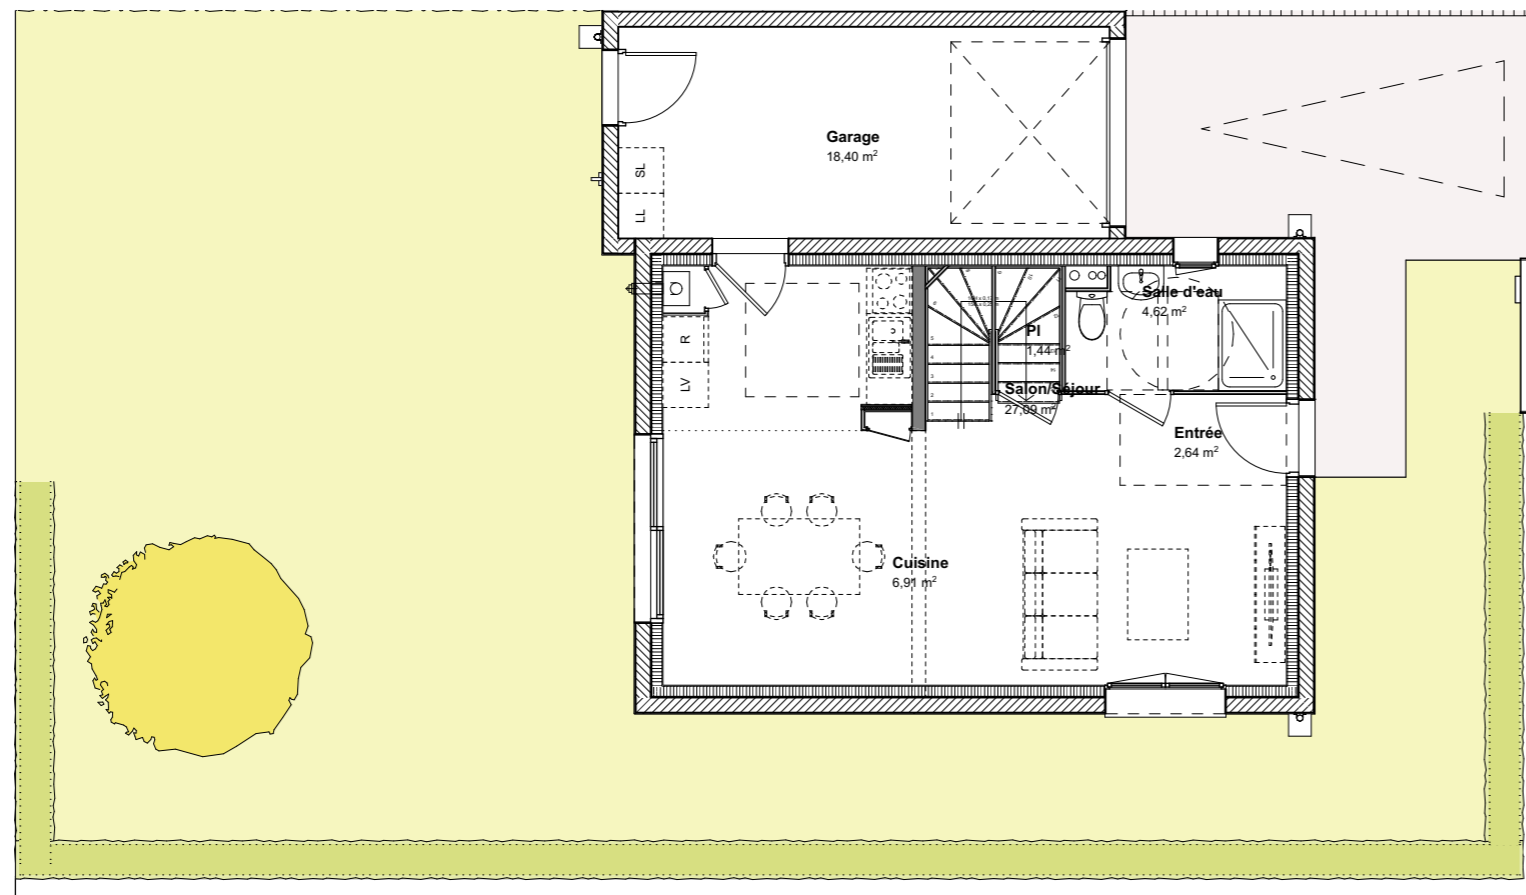 Garage
18,40 m²
SL
LL
R
LV
Salle d'eau
4,62 m²
Pl
1,44 m²
Salon/Séjour
27,09 m²
Entrée
2,64 m²
Cuisine
6,91 m²